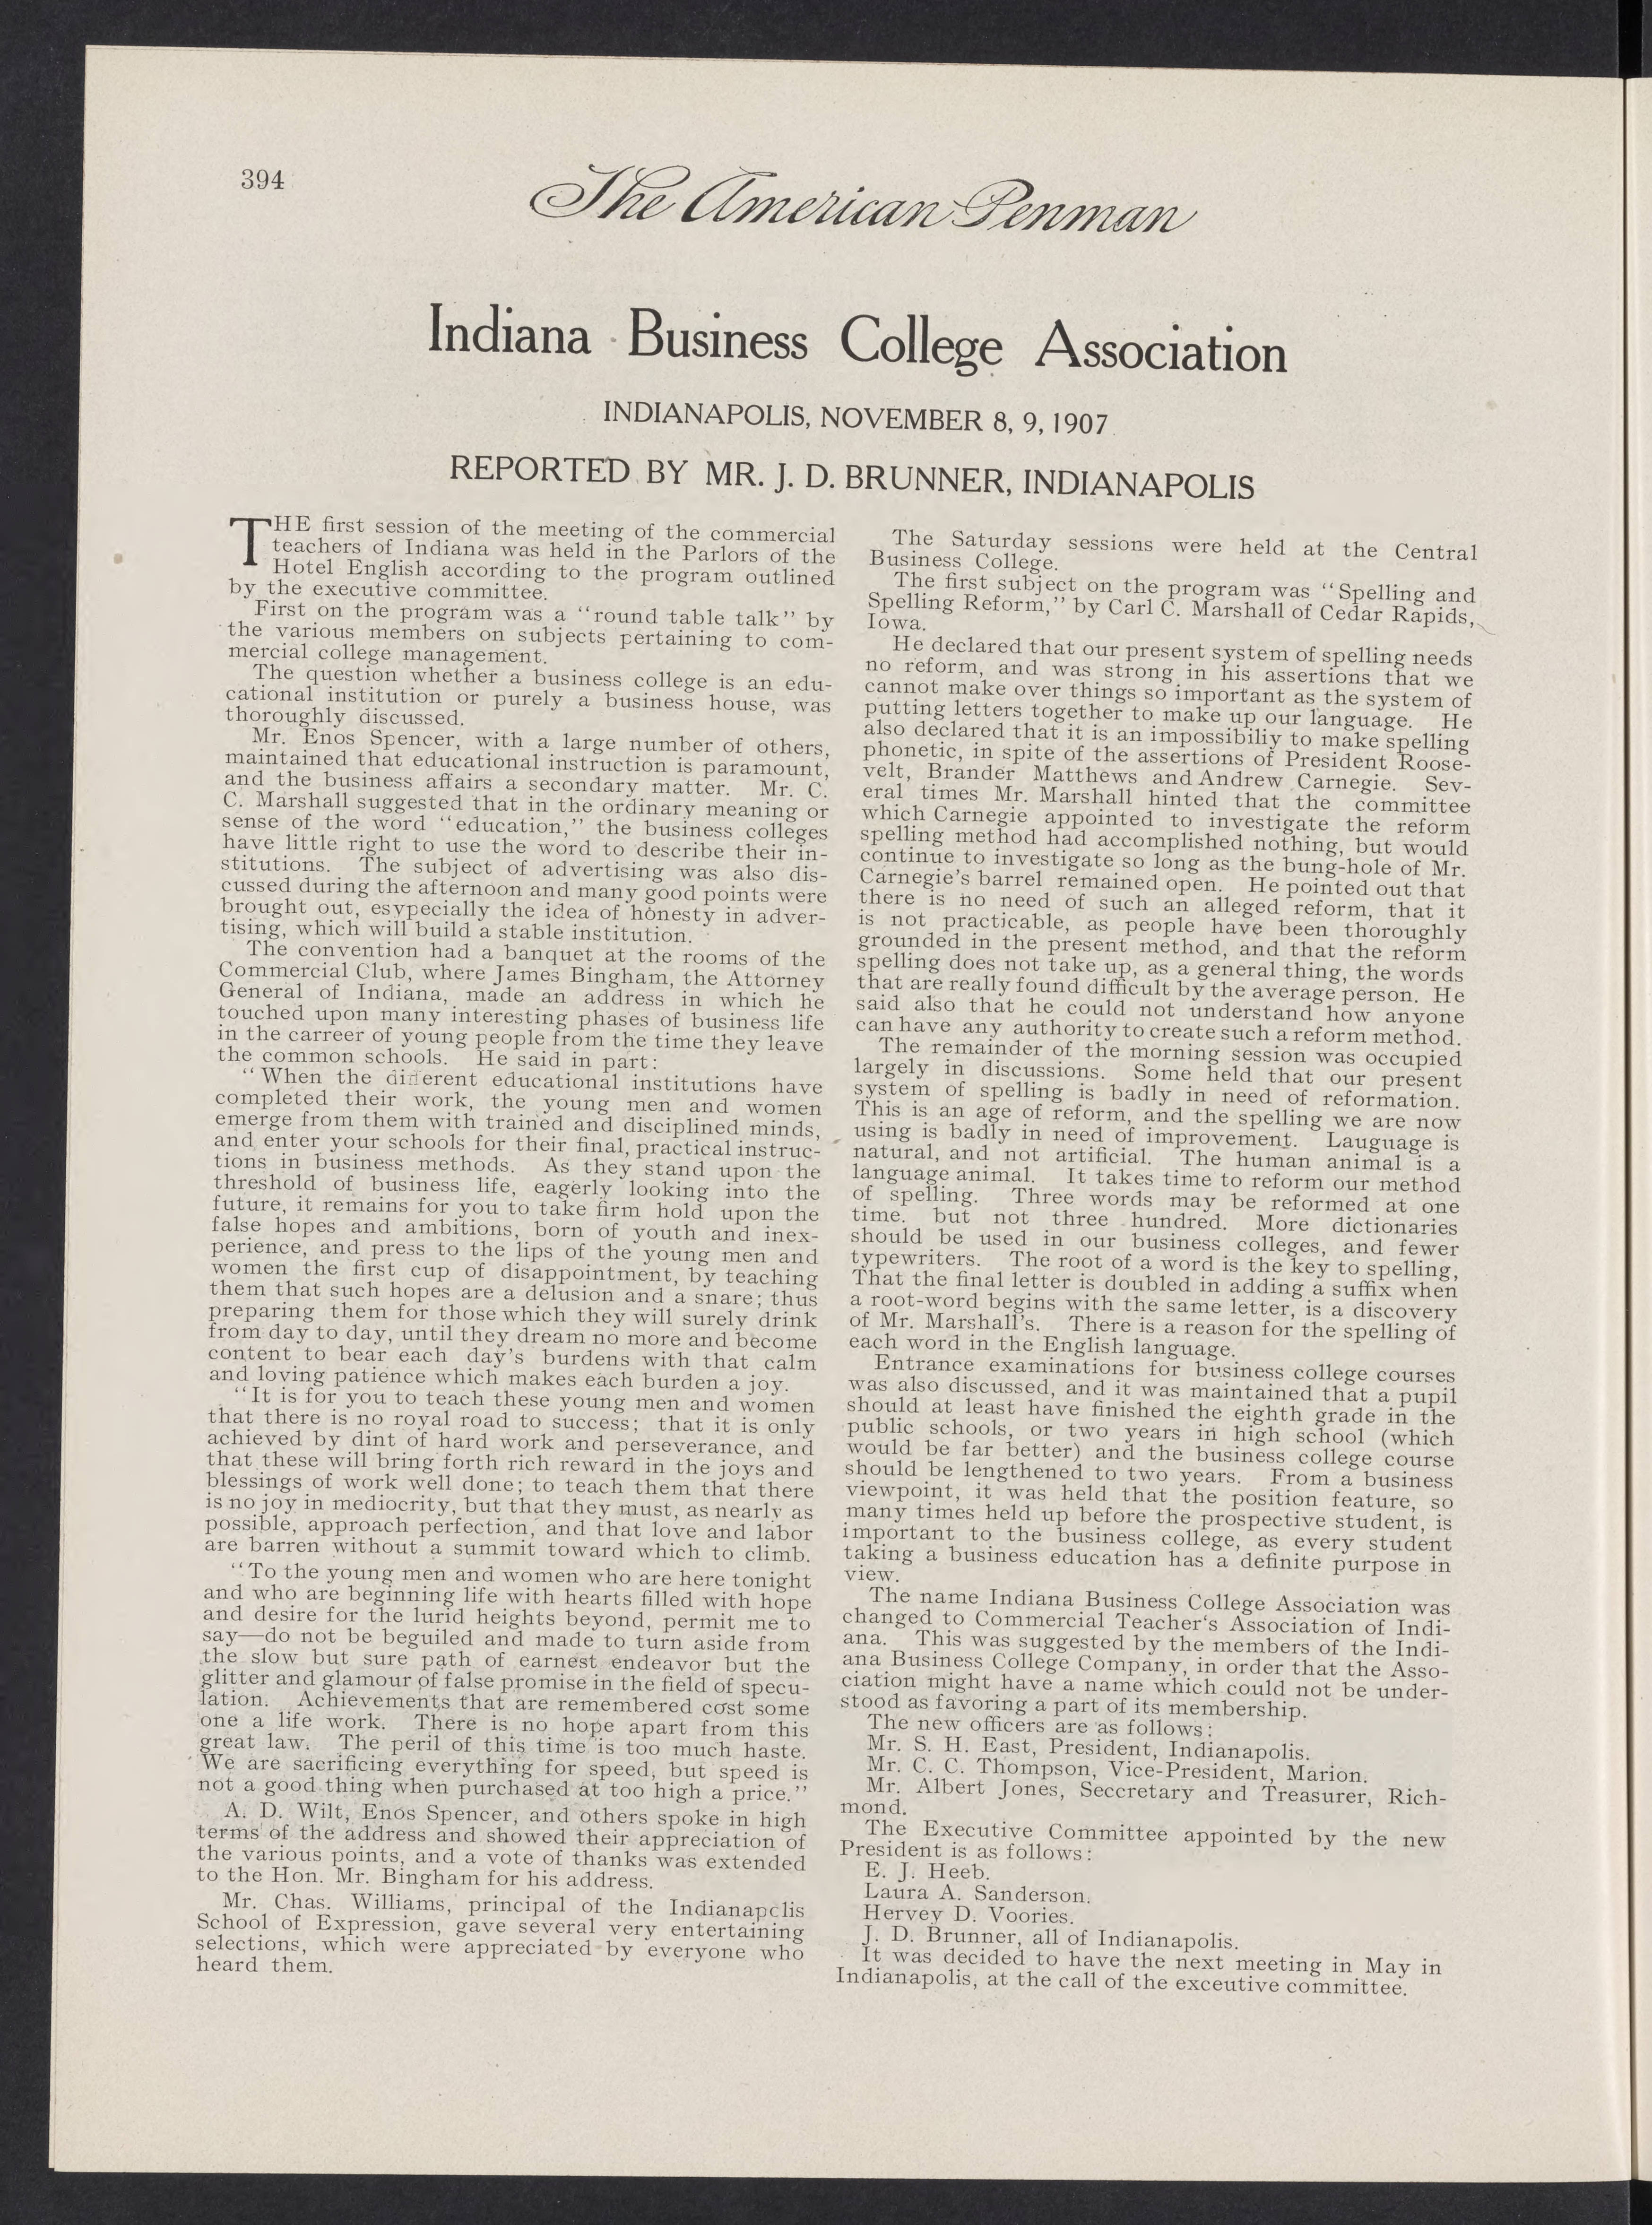 394
The American Penman
Indiana Business College Association
INDIANAPOLIS, NOVEMBER 8, 9, 1907
REPORTED BY MR. J. D. BRUNNER, INDIANAPOLIS
THE first session of the meeting of the commercial
teachers of Indiana was held in the Parlors of the
Hotel English according to the program outlined
by the executive committee.
First on the program was a "round table talk" by
the various members on subjects pertaining to com-
mercial college management.
The question whether a business college is an edu-
cational institution or purely a business house, was
thoroughly discussed.
Mr. Enos Spencer, with a large number of others,
maintained that educational instruction is paramount,
and the business affairs a secondary matter. Mr. C.
C. Marshall suggested that in the ordinary meaning or
sense of the word "education," the business colleges
have little right to use the word to describe their in-
stitutions. The subject of advertising was also dis-
cussed during the afternoon and many good points were
brought out, esvpecially the idea of honesty in adver-
tising, which will build a stable institution.
The convention had a banquet at the rooms of the
Commercial Club, where James Bingham, the Attorney
General of Indiana, made an address in which he
touched upon many interesting phases of business life
in the carreer of young people from the time they leave
the common schools. He said in part:
"When the different educational institutions have
completed their work, the young men and women
emerge from them with trained and disciplined minds,
and enter your schools for their final, practical instruc-
tions in business methods. As they stand upon the
threshold of business life, eagerly looking into the
future, it remains for you to take firm hold upon the
false hopes and ambitions, born of youth and inex-
perience, and press to the lips of the young men and
women the first cup of disappointment, by teaching
them that such hopes are a delusion and a snare; thus
preparing them for those which they will surely drink
from day to day, until they dream no more and become
content to bear each day's burdens with that calm
and loving patience which makes each burden a joy.
"It is for you to teach these young men and women
that there is no royal road to success; that it is only
achieved by dint of hard work and perseverance, and
that these will bring forth rich reward in the joys and
blessings of work well done; to teach them that there
is no joy in mediocrity, but that they must, as nearly as
possible, approach perfection, and that love and labor
are barren without a summit toward which to climb.
"To the young men and women who are here tonight
and who are beginning life with hearts filled with hope
and desire for the lurid heights beyond, permit me to
say—do not be beguiled and made to turn aside from
the slow but sure path of earnest endeavor but the
glitter and glamour of false promise in the field of specu-
lation. Achievements that are remembered cost some
one a life work. There is no hope apart from this
great law. The peril of this time is too much haste.
We are sacrificing everything for speed, but speed is
not a good thing when purchased at too high a price."
A. D. Wilt, Enos Spencer, and others spoke in high
terms of the address and showed their appreciation of
the various points, and a vote of thanks was extended
to the Hon. Mr. Bingham for his address.
Mr. Chas. Williams, principal of the Indianapclis
School of Expression, gave several very entertaining
selections, which were appreciated by everyone who
heard them.
The Saturday sessions were held at the Central
Business College.
The first subject on the program was "Spelling and
Spelling Reform," by Carl C. Marshall of Cedar Rapids,
Iowa.
He declared that our present system of spelling needs
no reform, and was strong in his assertions that we
cannot make over things so important as the system of
putting letters together to make up our language. He
also declared that it is an impossibiliy to make spelling
phonetic, in spite of the assertions of President Roose-
velt, Brander Matthews and Andrew Carnegie. Sev-
eral times Mr. Marshall hinted that the committee
which Carnegie appointed to investigate the reform
spelling method had accomplished nothing, but would
continue to investigate so long as the bung-hole of Mr.
Carnegie's barrel remained open. He pointed out that
there is no need of such an alleged reform, that it
is not practicable, as people have been thoroughly
grounded in the present method, and that the reform
spelling does not take up, as a general thing, the words
that are really found difficult by the average person. He
said also that he could not understand how anyone
can have any authority to create such a reform method.
The remainder of the morning session was occupied
largely in discussions. Some held that our present
system of spelling is badly in need of reformation.
This is an age of reform, and the spelling we are now
using is badly in need of improvement. Lauguage is
natural, and not artificial. The human animal is a
language animal. It takes time to reform our method
of spelling. Three words may be reformed at one
time. but not three hundred. More dictionaries
should be used in our business colleges, and fewer
typewriters. The root of a word is the key to spelling,
That the final letter is doubled in adding a suffix when
a root-word begins with the same letter, is a discovery
of Mr. Marshall's. There is a reason for the spelling of
each word in the English language.
Entrance examinations for business college courses
was also discussed, and it was maintained that a pupil
should at least have finished the eighth grade in the
public schools, or two years in high school (which
would be far better) and the business college course
should be lengthened to two years. From a business
viewpoint, it was held that the position feature, so
many times held up before the prospective student, is
important to the business college, as every student
taking a business education has a definite purpose in
view.
The name Indiana Business College Association was
changed to Commercial Teacher's Association of Indi-
ana. This was suggested by the members of the Indi-
ana Business College Company, in order that the Asso-
ciation might have a name which could not be under-
stood as favoring a part of its membership.
The new officers are as follows:
Mr. S. H. East, President, Indianapolis.
Mr. C. C. Thompson, Vice-President, Marion.
Mr. Albert Jones, Seccretary and Treasurer, Rich-
mond.
The Executive Committee appointed by the new
President is as follows:
E. J. Heeb.
Laura A. Sanderson.
Hervey D. Voories.
J. D. Brunner, all of Indianapolis.
It was decided to have the next meeting in May in
Indianapolis, at the call of the exceutive committee.